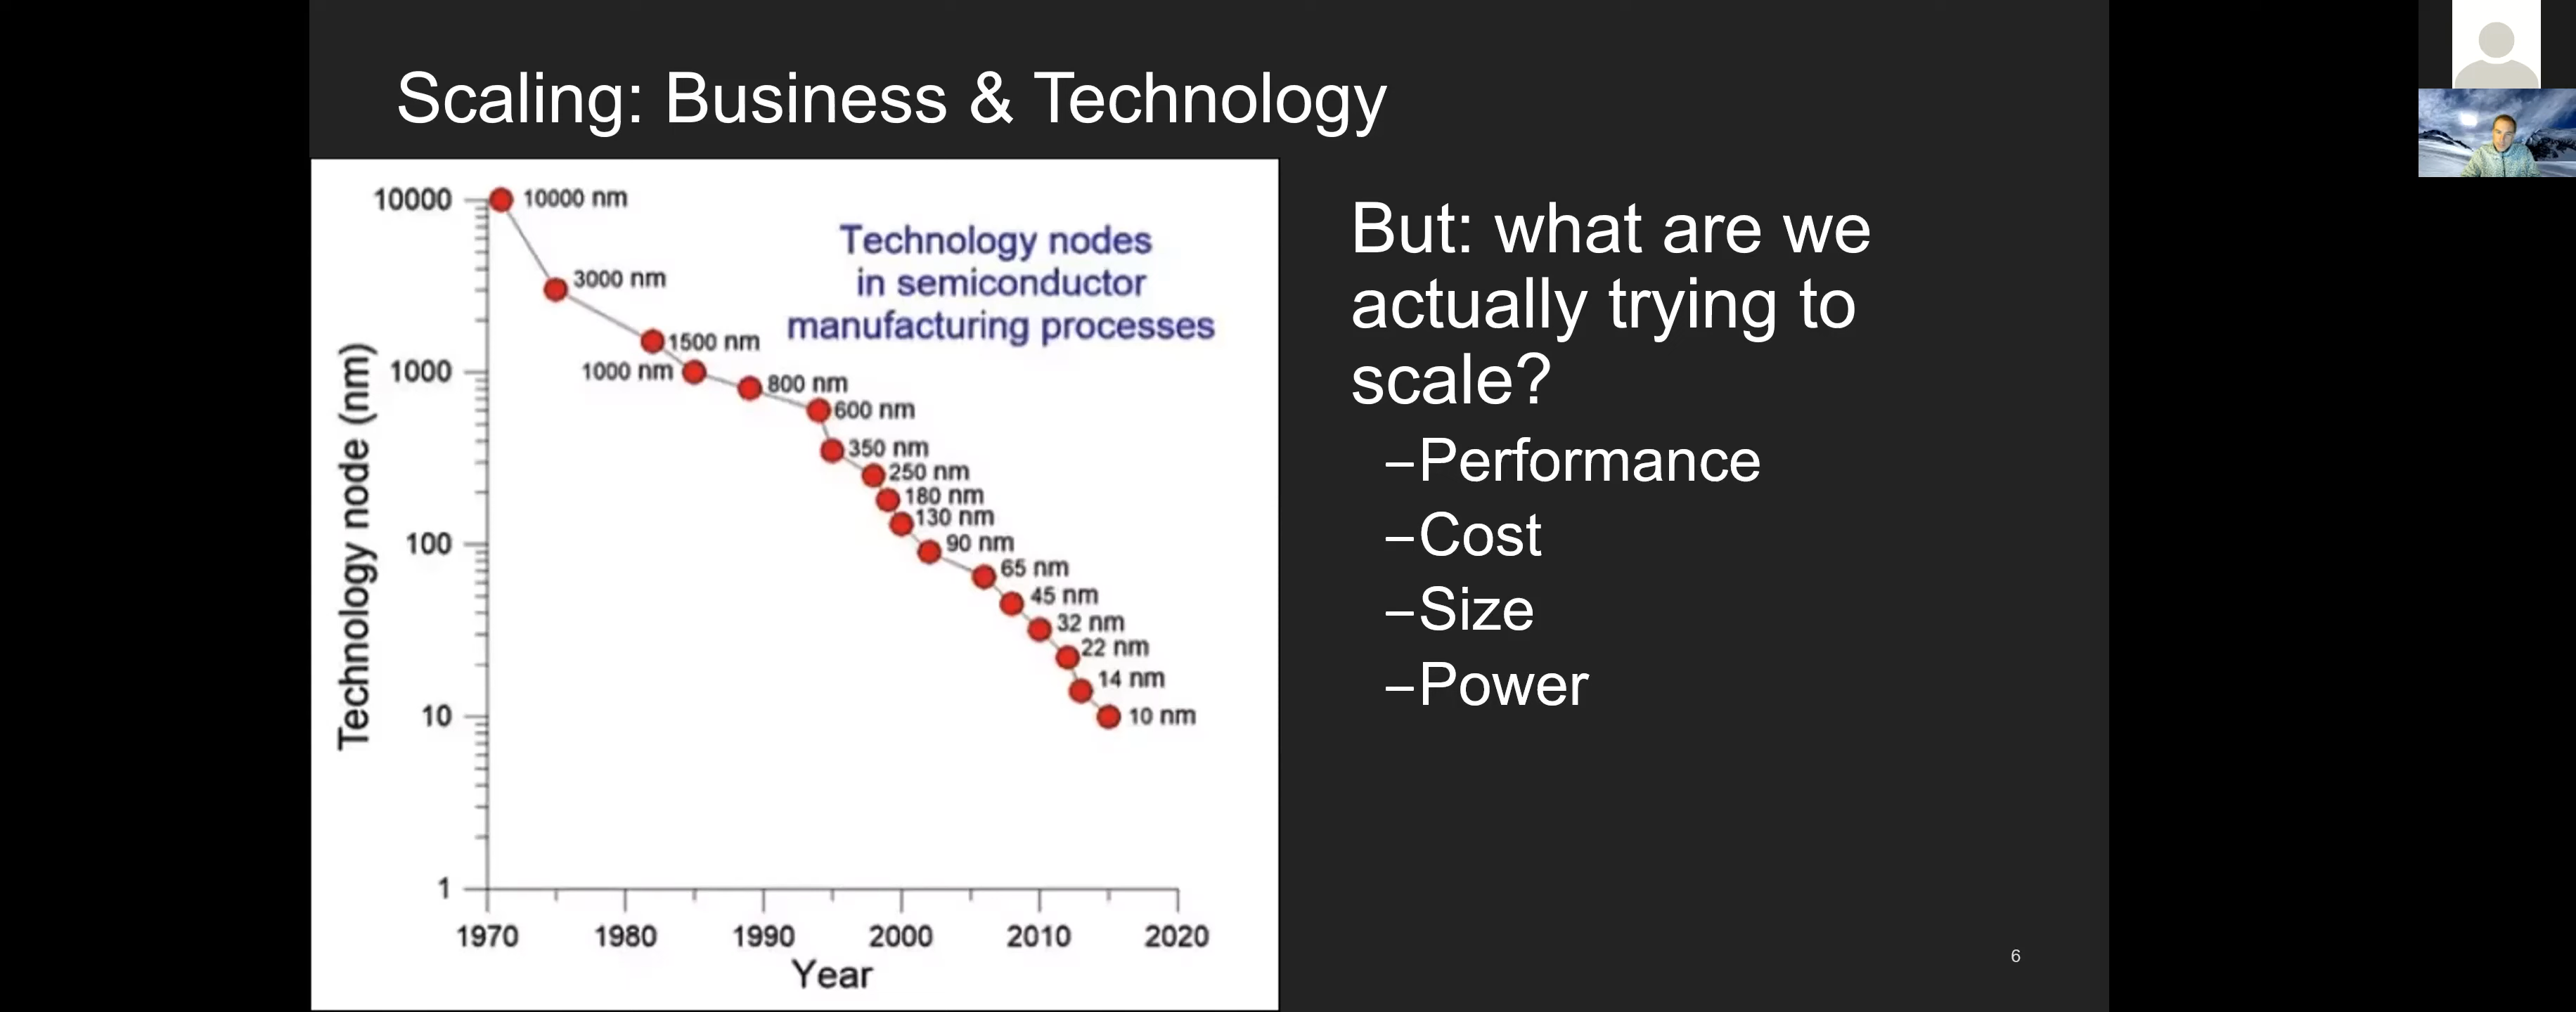 Scaling: Business & Technology
Technology nodes
in semiconductor
manufacturing processes
Technology node (nm)
10000
1000
100
10
1
10000 nm
3000 nm
1500 nm
1000 nm
800 nm
600 nm
350 nm
250 nm
180 nm
130 nm
90 nm
65 nm
45 nm
32 nm
22 nm
14 nm
10 nm
1970 1980 1990 2000 2010 2020
Year
But: what are we
actually trying to
scale?
–Performance
–Cost
–Size
–Power
6